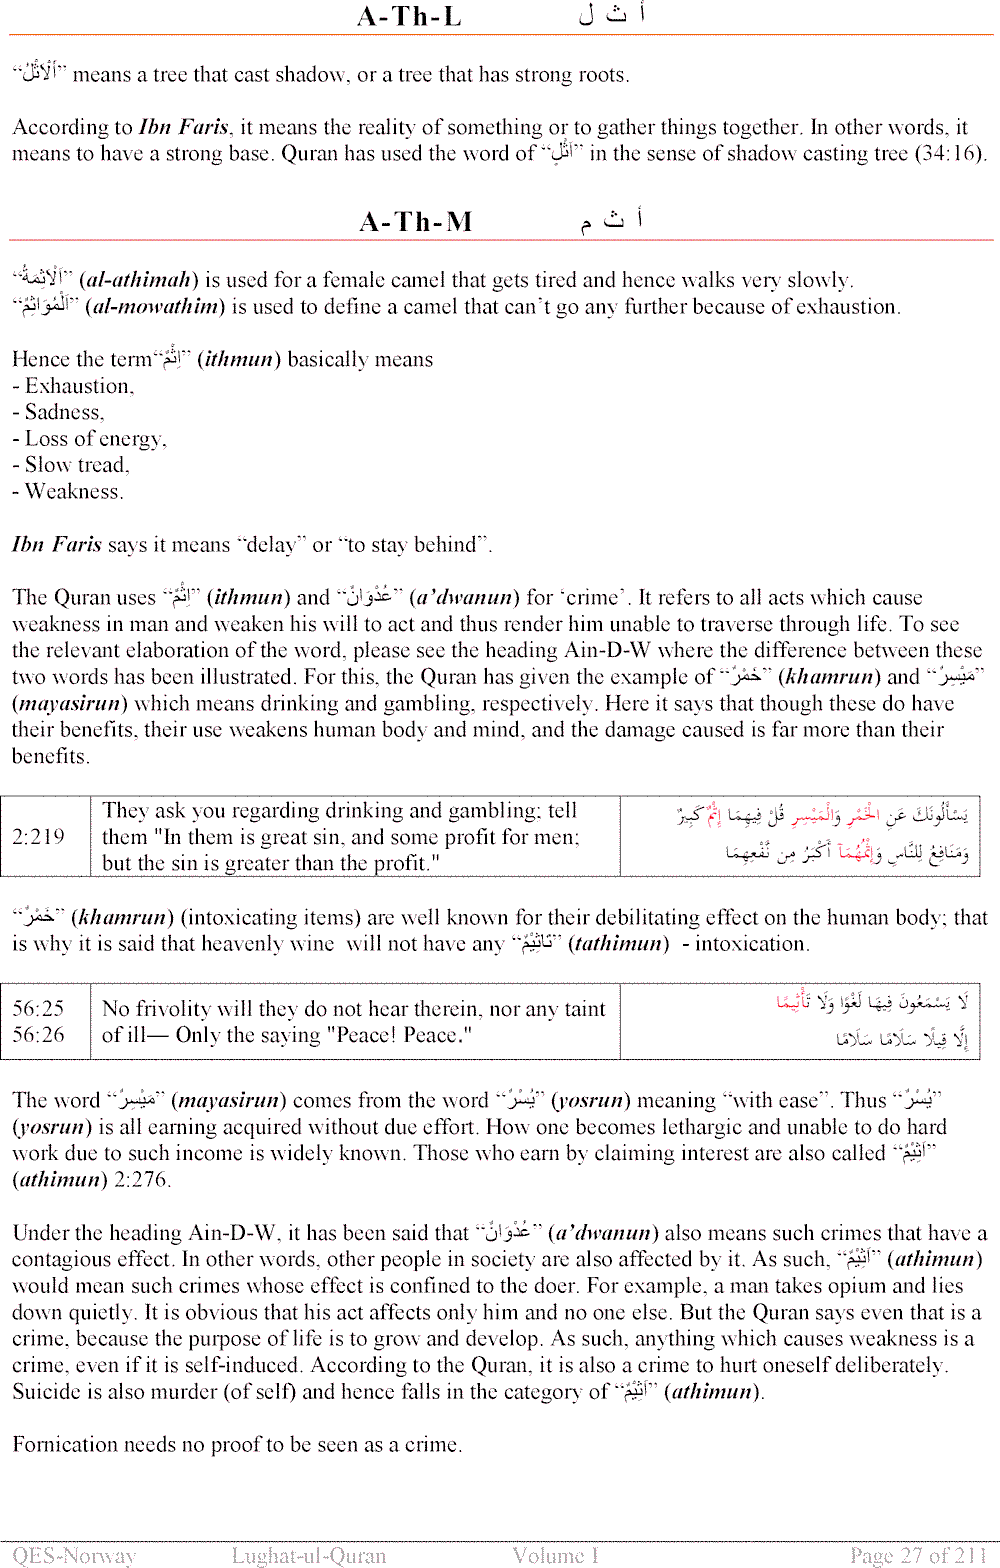 A-Th-L أ ث ل
“اَلْاَثْلُ” means a tree that cast shadow, or a tree that has strong roots.
According to Ibn Faris, it means the reality of something or to gather things together. In other words, it
means to have a strong base. Quran has used the word of “اَثْلٍ” in the sense of shadow casting tree (34:16).
A-Th-M أ ث م
“اَلْاٰثِمَةُ” (al-athimah) is used for a female camel that gets tired and hence walks very slowly.
“اَلْمُوَاثِمُ” (al-mowathim) is used to define a camel that can’t go any further because of exhaustion.
Hence the term“اِثْمٌ” (ithmun) basically means
- Exhaustion,
- Sadness,
- Loss of energy,
- Slow tread,
- Weakness.
Ibn Faris says it means “delay” or “to stay behind”.
The Quran uses “اِثْمٌ” (ithmun) and “عُدْوَانٌ” (a’dwanun) for ‘crime’. It refers to all acts which cause
weakness in man and weaken his will to act and thus render him unable to traverse through life. To see
the relevant elaboration of the word, please see the heading Ain-D-W where the difference between these
two words has been illustrated. For this, the Quran has given the example of “خَمْرٌ” (khamrun) and “مَيْسِرٌ”
(mayasirun) which means drinking and gambling, respectively. Here it says that though these do have
their benefits, their use weakens human body and mind, and the damage caused is far more than their
benefits.
2:219
They ask you regarding drinking and gambling; tell
them "In them is great sin, and some profit for men;
but the sin is greater than the profit."
يَسْأَلُونَكَ عَنِ الْخَمْرِ وَالْمَيْسِرِ قُلْ فِيهِمَا إِثْمٌ كَبِيرٌ
وَمَنَافِعُ لِلنَّاسِ وَإِثْمُهُمَآ أَكْبَرُ مِن نَّفْعِهِمَا
“خَمْرٌ” (khamrun) (intoxicating items) are well known for their debilitating effect on the human body; that
is why it is said that heavenly wine will not have any “تَاثِيْمٌ” (tathimun) - intoxication.
56:25
56:26
No frivolity will they do not hear therein, nor any taint
of ill— Only the saying "Peace! Peace."
لَا يَسْمَعُونَ فِيهَا لَغْوًا وَلَا تَأْثِيمًا
إِلَّا قِيلًا سَلَامًا سَلَامًا
The word “مَيْسِرٌ” (mayasirun) comes from the word “يُسْرٌ” (yosrun) meaning “with ease”. Thus “يُسْرٌ”
(yosrun) is all earning acquired without due effort. How one becomes lethargic and unable to do hard
work due to such income is widely known. Those who earn by claiming interest are also called “اَثِيْمٌ”
(athimun) 2:276.
Under the heading Ain-D-W, it has been said that “عُدْوَانٌ” (a’dwanun) also means such crimes that have a
contagious effect. In other words, other people in society are also affected by it. As such, “اَثِيْمٌ” (athimun)
would mean such crimes whose effect is confined to the doer. For example, a man takes opium and lies
down quietly. It is obvious that his act affects only him and no one else. But the Quran says even that is a
crime, because the purpose of life is to grow and develop. As such, anything which causes weakness is a
crime, even if it is self-induced. According to the Quran, it is also a crime to hurt oneself deliberately.
Suicide is also murder (of self) and hence falls in the category of “اَثِيْمٌ” (athimun).
Fornication needs no proof to be seen as a crime.
QES-Norway Lughat-ul-Quran Volume I Page 27 of 211